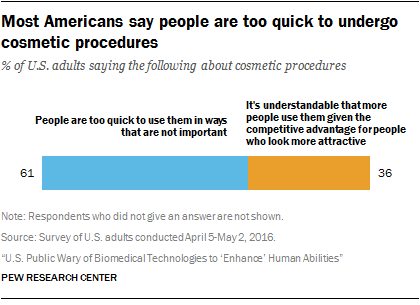 Most Americans say people are too quick to undergo
cosmetic procedures
% of U.S. adults saying the following about cosmetic procedures
People are too quick to use them in ways
that are not important
It's understandable that more
people use them given the
competitive advantage for people
who look more attractive
61
36
Note: Respondents who did not give an answer are not shown.
Source: Survey of U.S. adults conducted April 5-May 2, 2016.
"U.S. Public Wary of Biomedical Technologies to 'Enhance' Human Abilities"
PEW RESEARCH CENTER